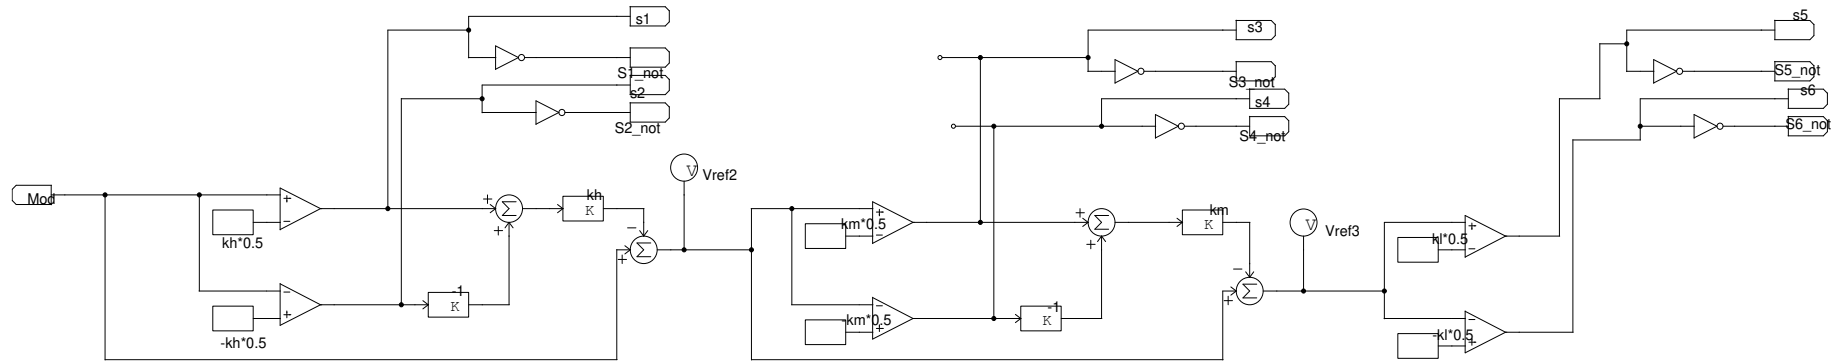 s1
S1_not
s2
S2_not
Mod
+
−
kh*0.5
−
+
-kh*0.5
-1
K
+
Σ
+
kh
K
−
Σ
+
V
Vref2
s3
S3_not
s4
S4_not
+
−
km*0.5
−
+
-km*0.5
-1
K
+
Σ
+
km
K
−
Σ
+
V
Vref3
s5
S5_not
s6
S6_not
+
−
kl*0.5
−
+
-kl*0.5